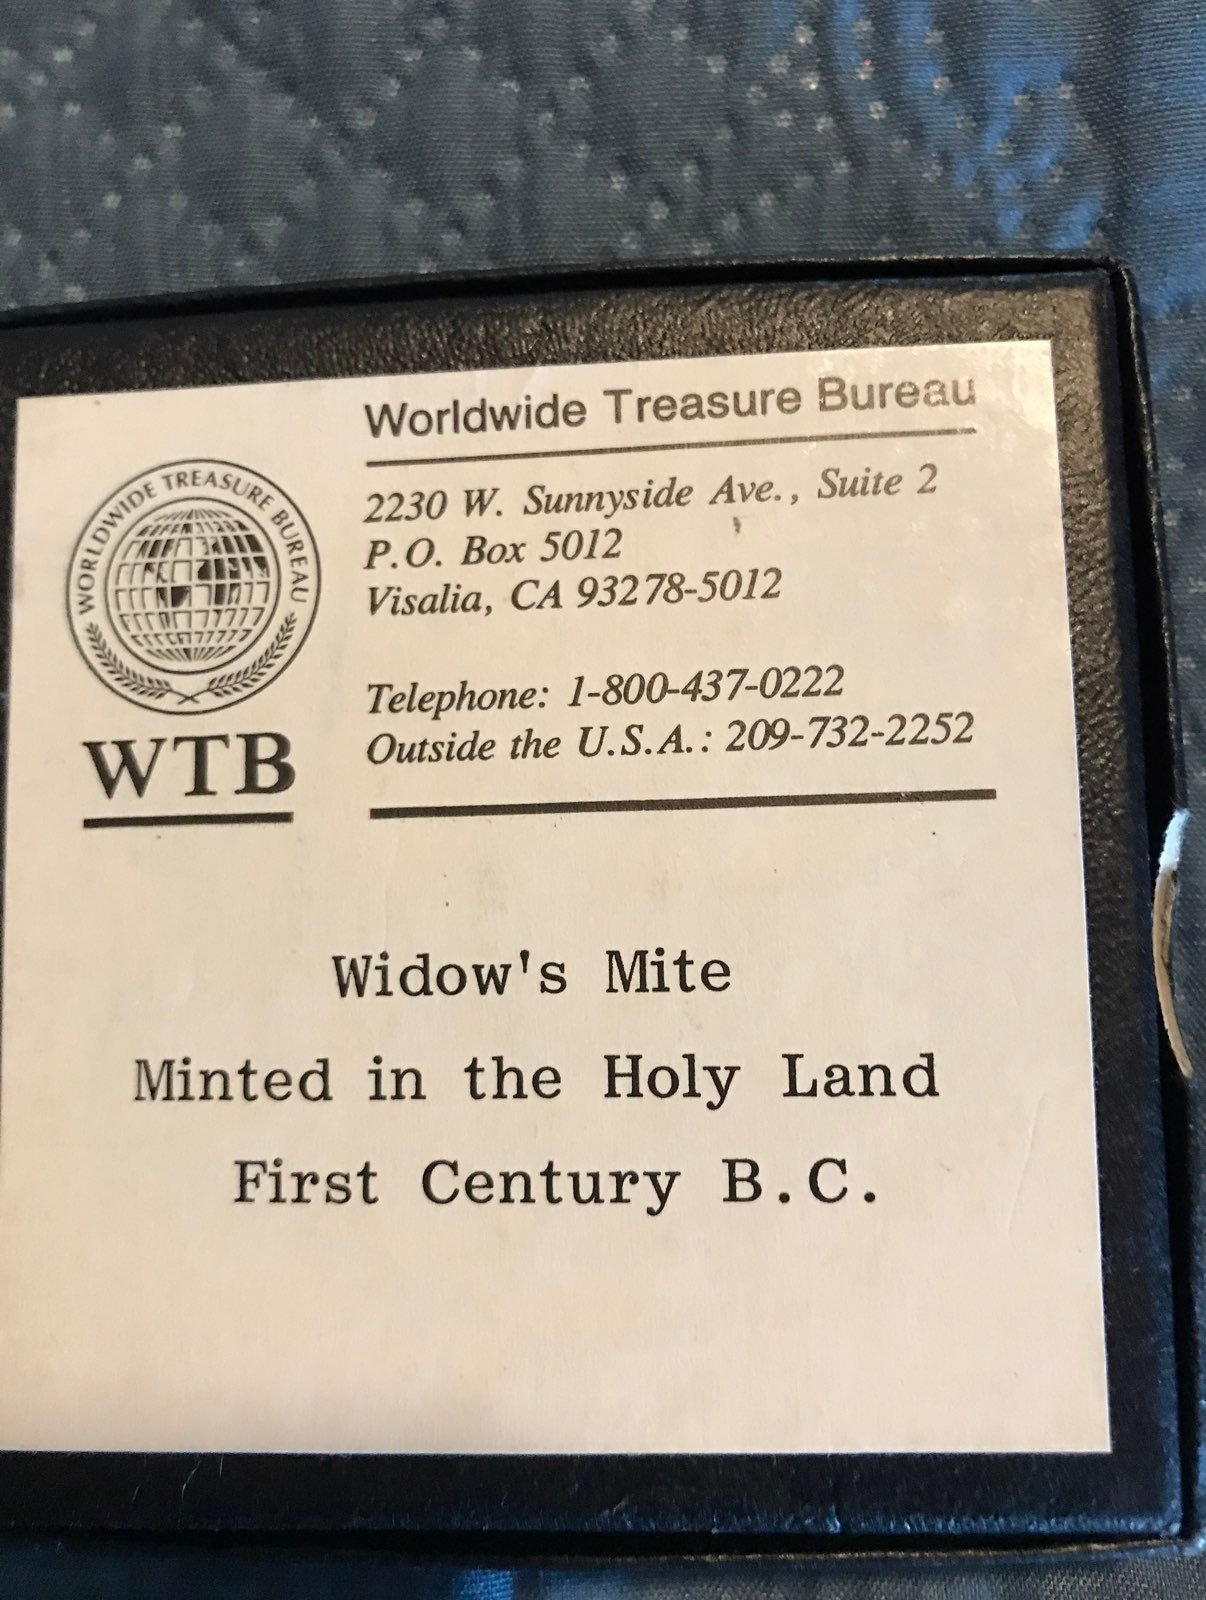 Worldwide Treasure Bureau
WORLDWIDE TREASURE BUREAU
WTB
2230 W. Sunnyside Ave., Suite 2
P.O. Box 5012
Visalia, CA 93278-5012
Telephone: 1-800-437-0222
Outside the U.S.A.: 209-732-2252
Widow's Mite
Minted in the Holy Land
First Century B.C.